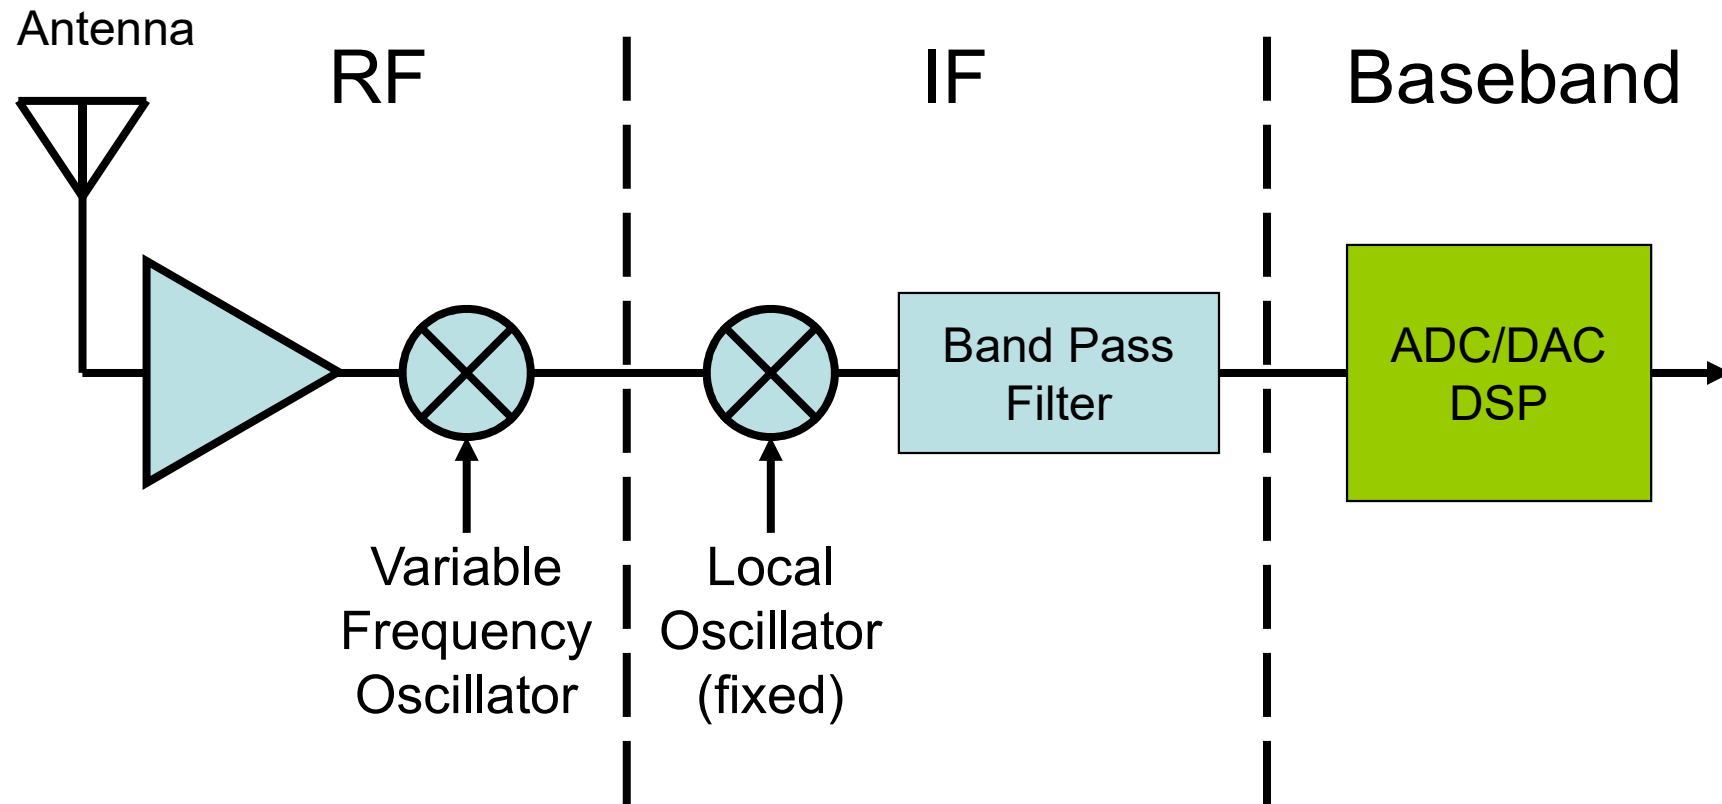 Antenna
RF
IF
Baseband
Band Pass
Filter
ADC/DAC
DSP
Variable
Frequency
Oscillator
Local
Oscillator
(fixed)